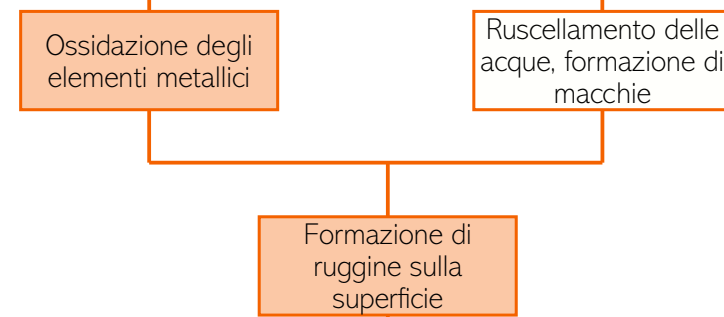 Ossidazione degli
elementi metallici
Ruscellamento delle
acque, formazione di
macchie
Formazione di
ruggine sulla
superficie